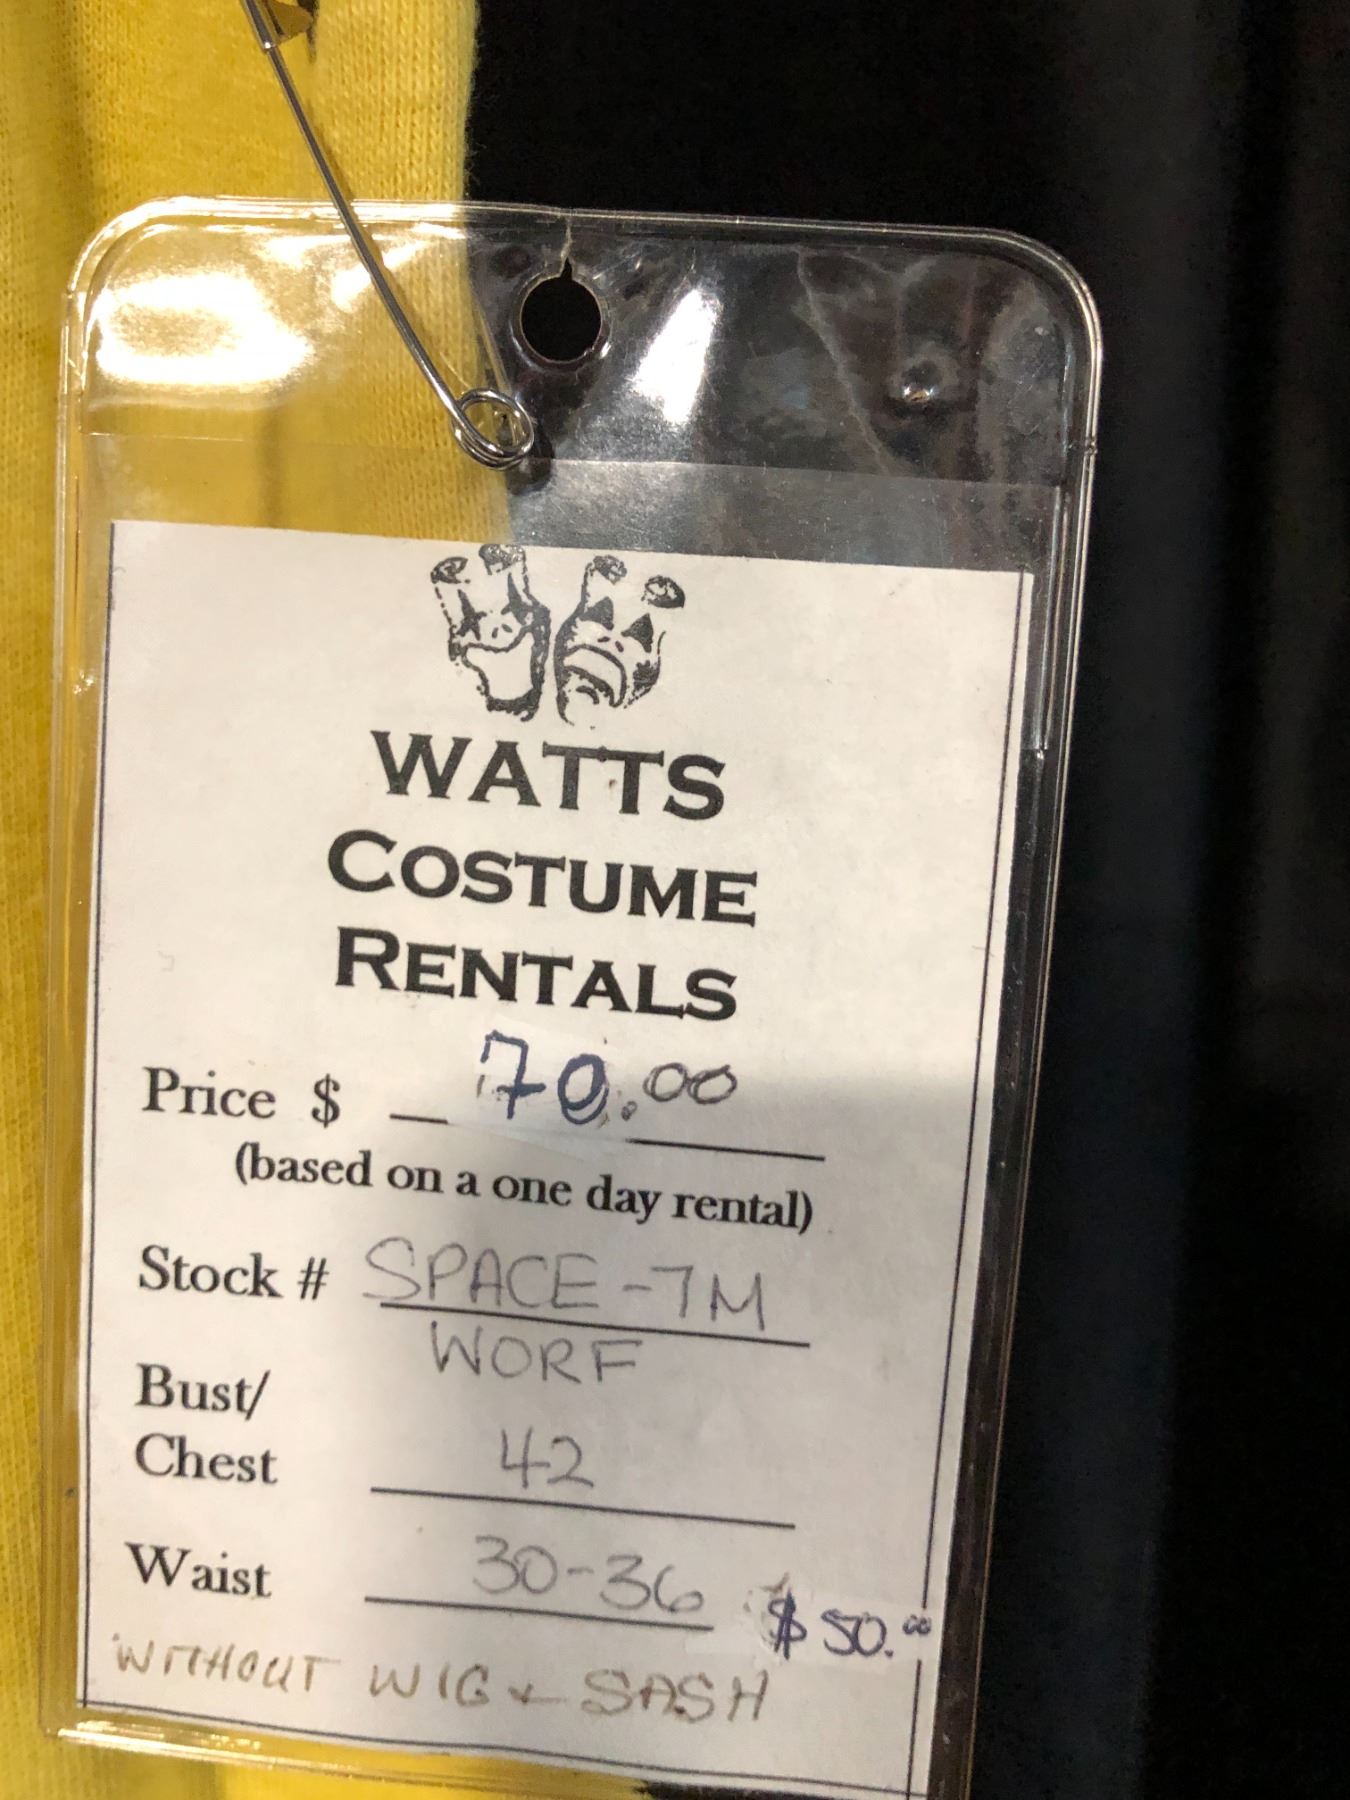 WATTS
COSTUME
RENTALS
Price $ 70.00
(based on a one day rental)
Stock # SPACE-7M
WORF
Bust/
Chest 42
Waist 30-36
$50.00
WITHOUT WIG & SASH